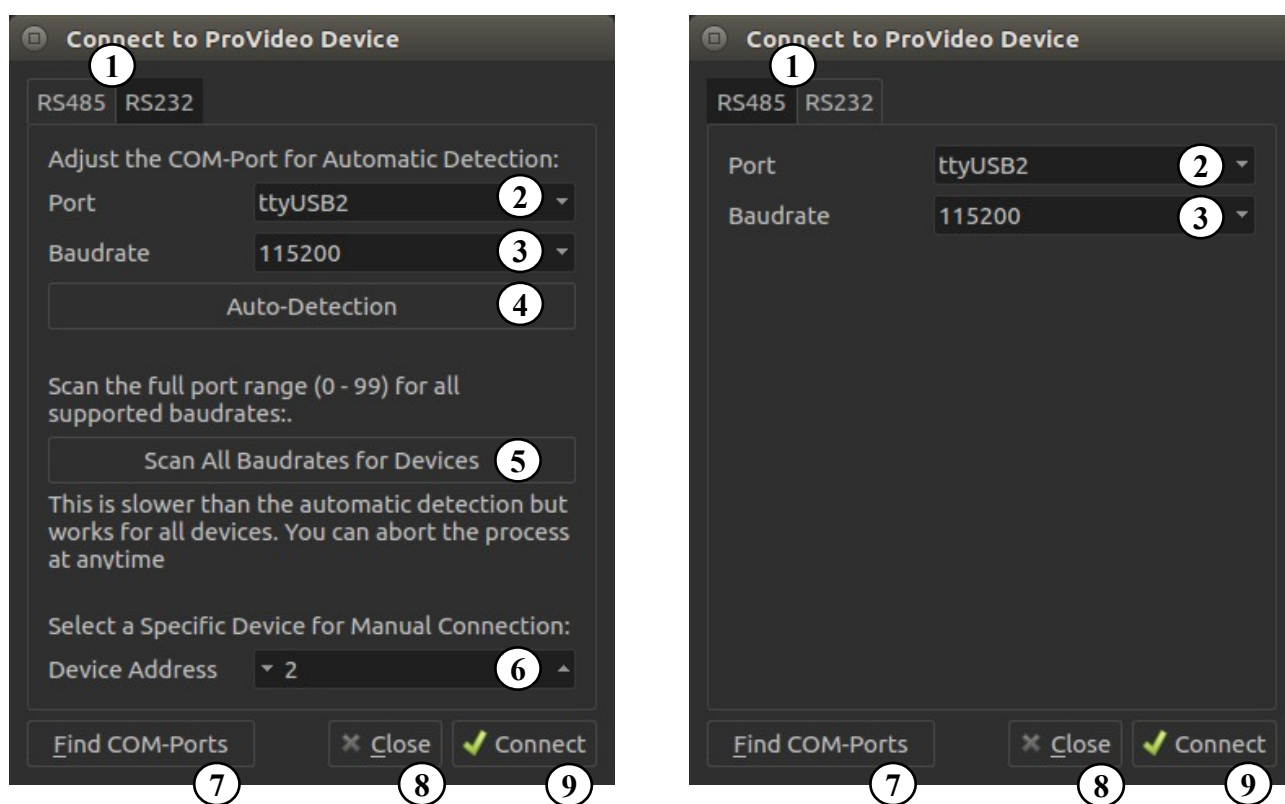 Connect to ProVideo Device
1
RS485 RS232
Adjust the COM-Port for Automatic Detection:
Port ttyUSB2 2
Baudrate 115200 3
Auto-Detection 4
Scan the full port range (0 - 99) for all
supported baudrates:.
Scan All Baudrates for Devices 5
This is slower than the automatic detection but
works for all devices. You can abort the process
at anytime
Select a Specific Device for Manual Connection:
Device Address 2 6
Find COM-Ports Close Connect
7 8 9
Connect to ProVideo Device
1
RS485 RS232
Port ttyUSB2 2
Baudrate 115200 3
Find COM-Ports Close Connect
7 8 9